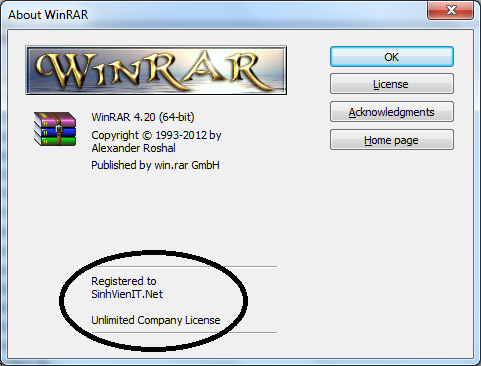 About WinRAR
WINRAR
OK
License
Acknowledgments
Home page
WinRAR 4.20 (64-bit)
Copyright © 1993-2012 by
Alexander Roshal
Published by win.rar GmbH
Registered to
SinhVienIT.Net
Unlimited Company License